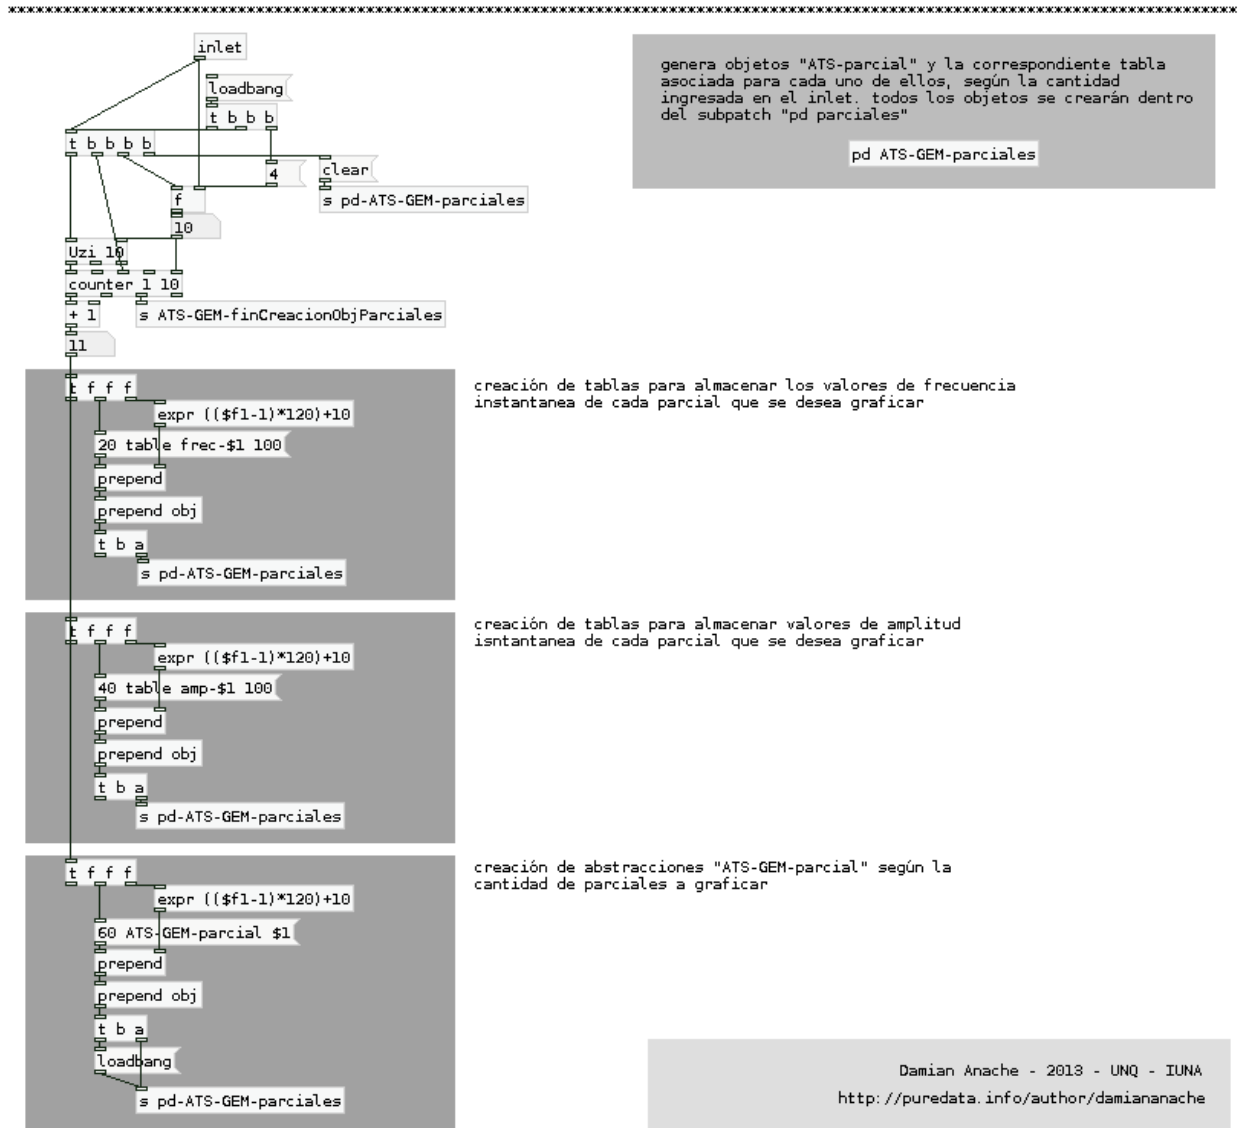 inlet
loadbang
t b b b
t b b b b
4
clear
f
s pd-ATS-GEM-parciales
10
Uzi 10
counter 1 10
+ 1
s ATS-GEM-finCreacionObjParciales
11
genera objetos "ATS-parcial" y la correspondiente tabla
asociada para cada uno de ellos, según la cantidad
ingresada en el inlet. todos los objetos se crearán dentro
del subpatch "pd parciales"
pd ATS-GEM-parciales
t f f f
expr (($f1-1)*120)+10
20 table frec-$1 100
prepend
prepend obj
t b a
s pd-ATS-GEM-parciales
creación de tablas para almacenar los valores de frecuencia
instantanea de cada parcial que se desea graficar
t f f f
expr (($f1-1)*120)+10
40 table amp-$1 100
prepend
prepend obj
t b a
s pd-ATS-GEM-parciales
creación de tablas para almacenar valores de amplitud
isntantanea de cada parcial que se desea graficar
t f f f
expr (($f1-1)*120)+10
60 ATS-GEM-parcial $1
prepend
prepend obj
t b a
loadbang
s pd-ATS-GEM-parciales
creación de abstracciones "ATS-GEM-parcial" según la
cantidad de parciales a graficar
Damian Anache - 2013 - UNQ - IUNA
http://puredata.info/author/damiananache